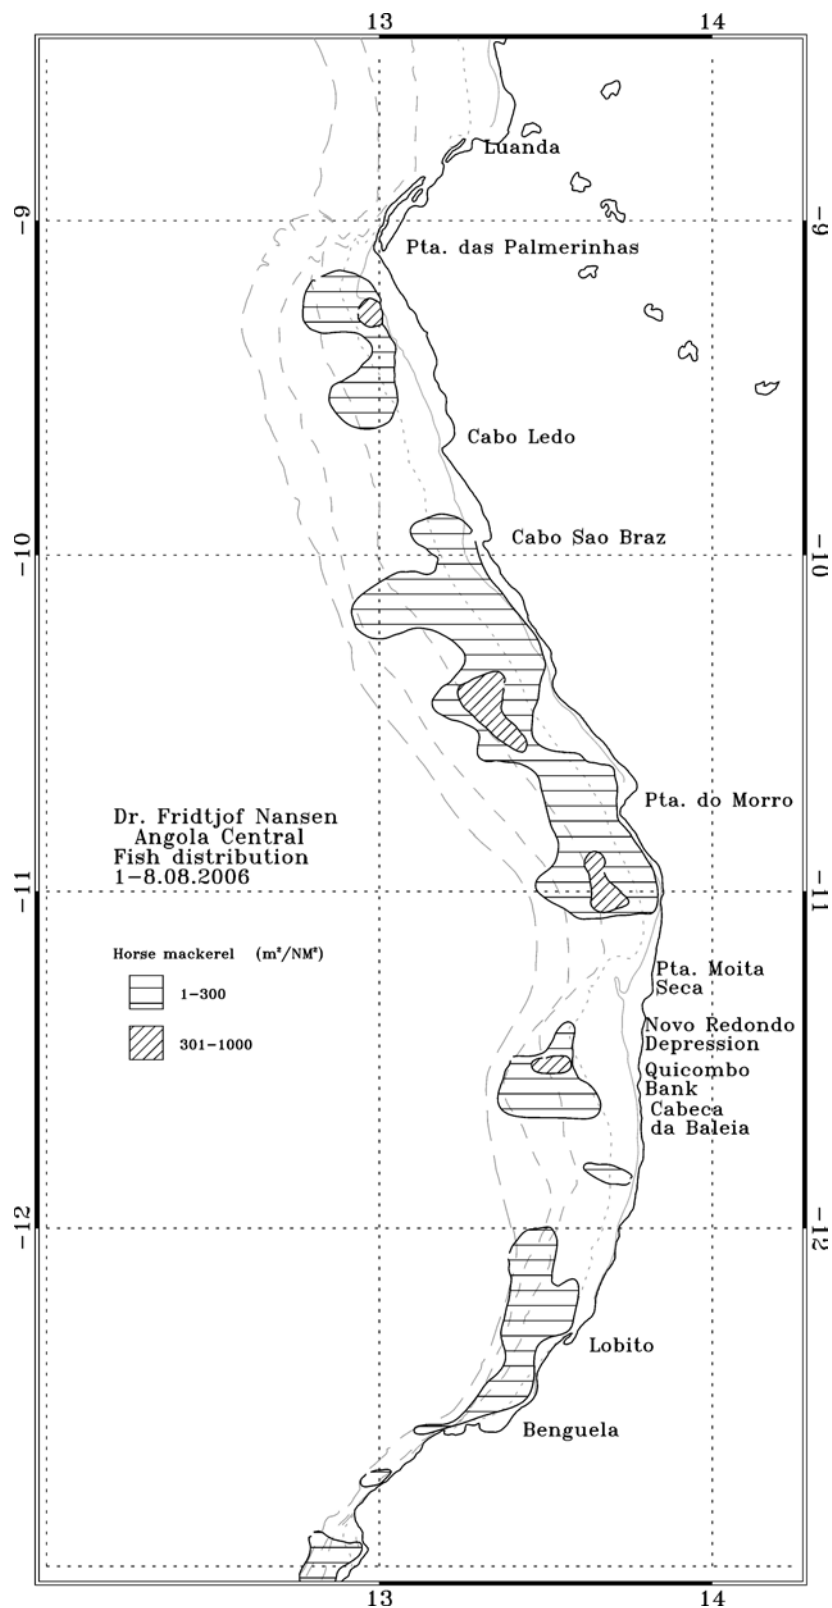 13 14
Luanda
-9 -9
Pta. das Palmerinhas
Cabo Ledo
Cabo Sao Braz
-10 -10
Pta. do Morro
Dr. Fridtjof Nansen
Angola Central
Fish distribution
1-8.08.2006
-11 -11
Horse mackerel (m²/NM²)
1-300
301-1000
Pta. Moita
Seca
Novo Redondo
Depression
Quicombo
Bank
Cabeca
da Baleia
-12 -12
Lobito
Benguela
13 14